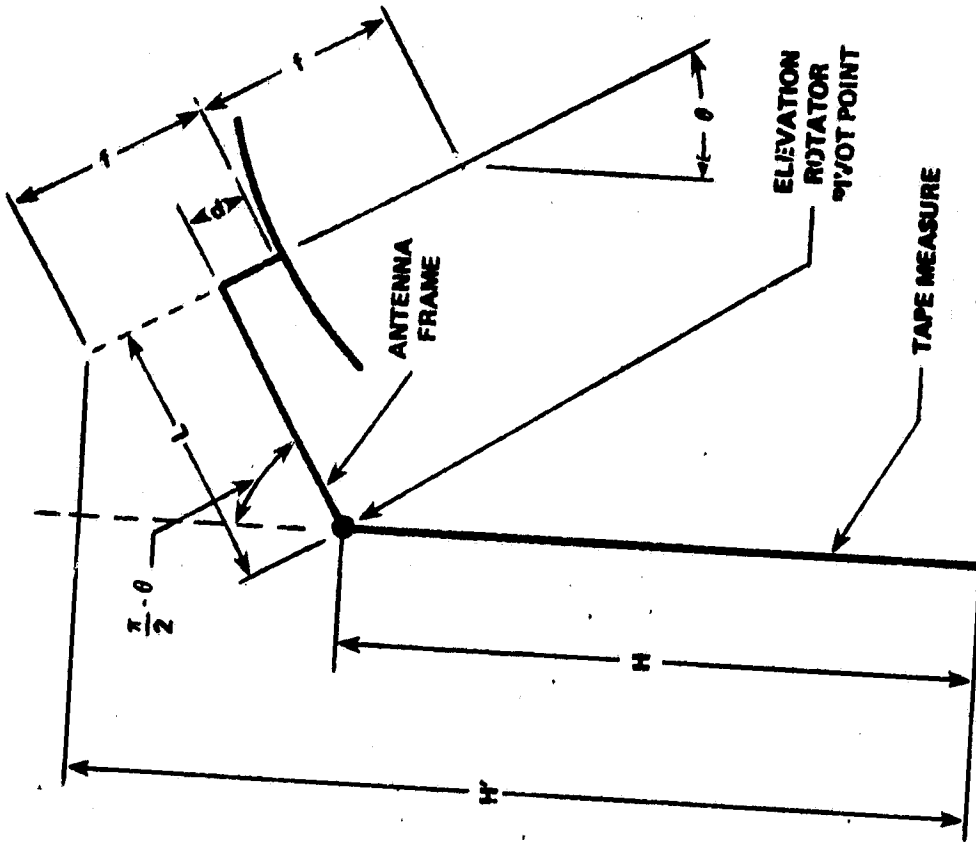 f
f
d
θ
ELEVATION
ROTATOR
PIVOT POINT
ANTENNA
FRAME
TAPE MEASURE
L
π/2 - θ
H
H'